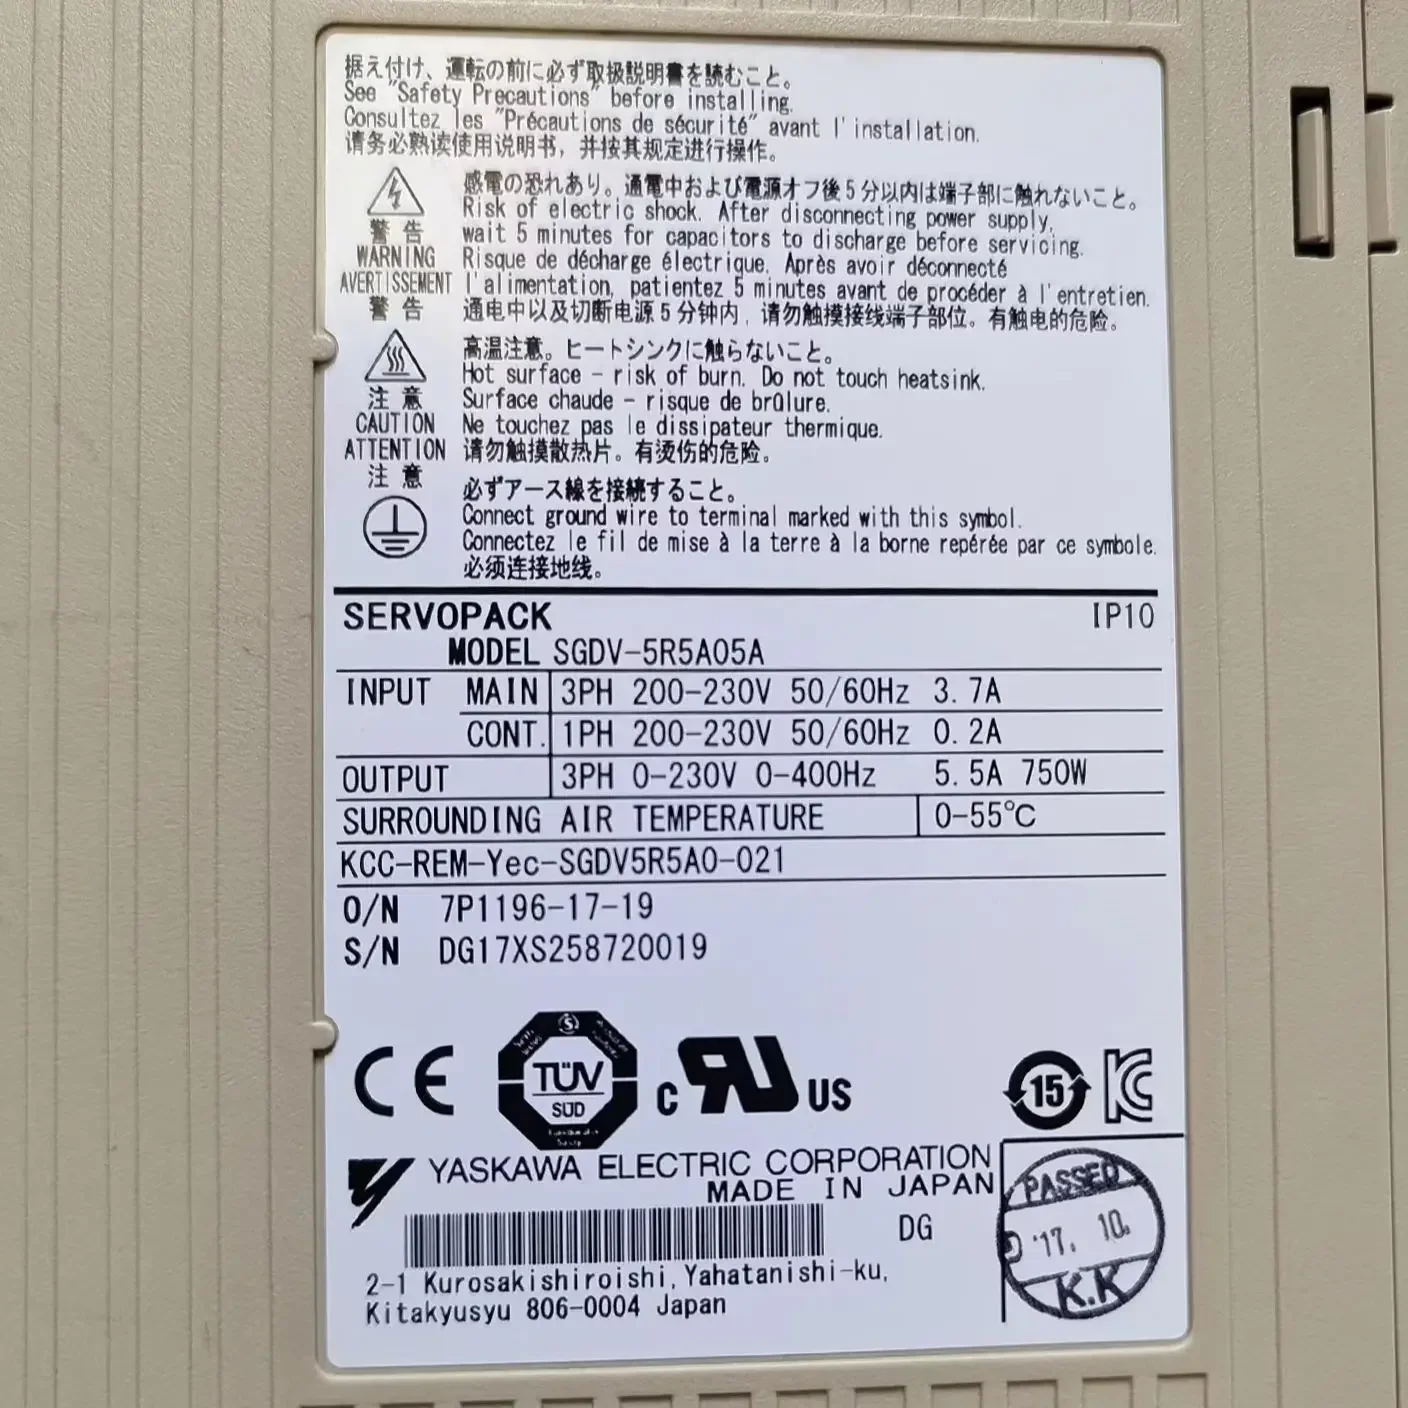 据え付け、運転の前に必ず取扱説明書を読むこと。
See "Safety Precautions" before installing.
Consultez les "Précautions de sécurité" avant l'installation.
请务必熟读使用说明书，并按其规定进行操作。
警告
WARNING
AVERTISSEMENT
警告
感電の恐れあり。通電中および電源オフ後5分以内は端子部に触れないこと。
Risk of electric shock. After disconnecting power supply,
wait 5 minutes for capacitors to discharge before servicing.
Risque de décharge électrique. Après avoir déconnecté
l'alimentation, patientez 5 minutes avant de procéder à l'entretien.
通电中以及切断电源5分钟内，请勿触摸接线端子部位。有触电的危险。
注意
CAUTION
ATTENTION
注意
高温注意。ヒートシンクに触らないこと。
Hot surface - risk of burn. Do not touch heatsink.
Surface chaude - risque de brûlure.
Ne touchez pas le dissipateur thermique.
请勿触摸散热片。有烫伤的危险。
必ずアース線を接続すること。
Connect ground wire to terminal marked with this symbol.
Connectez le fil de mise à la terre à la borne repérée par ce symbole.
必须连接地线。
SERVOPACK IP10
MODEL SGDV-5R5A05A
INPUT MAIN 3PH 200-230V 50/60Hz 3.7A
CONT. 1PH 200-230V 50/60Hz 0.2A
OUTPUT 3PH 0-230V 0-400Hz 5.5A 750W
SURROUNDING AIR TEMPERATURE 0-55℃
KCC-REM-Yec-SGDV5R5A0-021
O/N 7P1196-17-19
S/N DG17XS258720019
CE TÜV SÜD c RU US 15 KC
YASKAWA ELECTRIC CORPORATION
MADE IN JAPAN
DG
PASSED
'17. 10.
K.K
2-1 Kurosakishiroishi, Yahatanishi-ku,
Kitakyusyu 806-0004 Japan